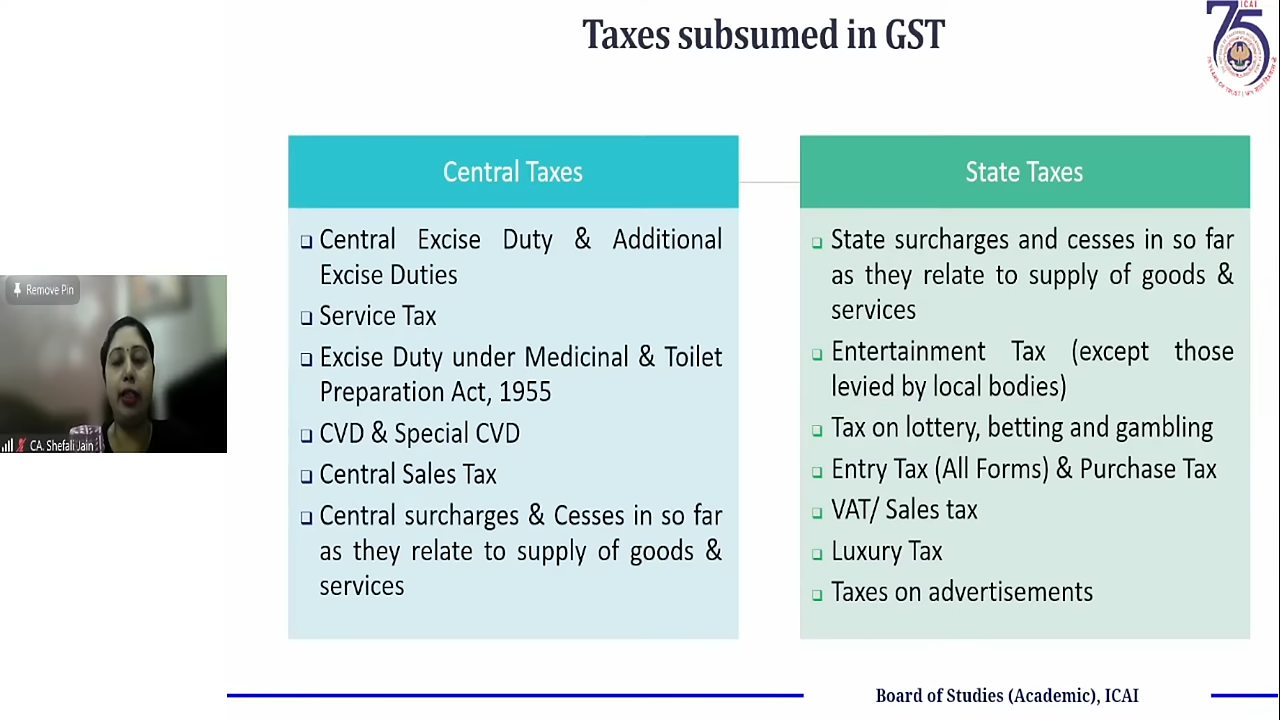 Taxes subsumed in GST
ICAI
75
Central Taxes
Central Excise Duty & Additional
Excise Duties
Service Tax
Excise Duty under Medicinal & Toilet
Preparation Act, 1955
CVD & Special CVD
Central Sales Tax
Central surcharges & Cesses in so far
as they relate to supply of goods &
services
State Taxes
State surcharges and cesses in so far
as they relate to supply of goods &
services
Entertainment Tax (except those
levied by local bodies)
Tax on lottery, betting and gambling
Entry Tax (All Forms) & Purchase Tax
VAT/ Sales tax
Luxury Tax
Taxes on advertisements
Remove Pin
CA. Shefali Jain
Board of Studies (Academic), ICAI